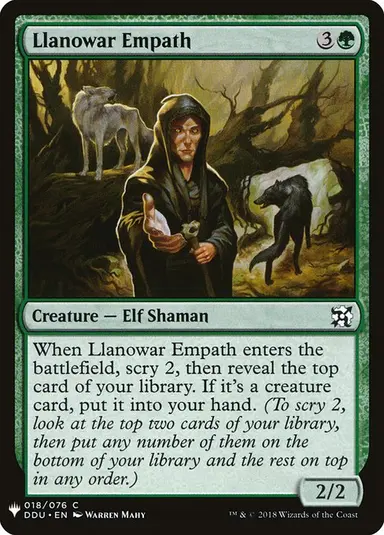 Llanowar Empath 3
Creature — Elf Shaman
When Llanowar Empath enters the
battlefield, scry 2, then reveal the top
card of your library. If it's a creature
card, put it into your hand. (To scry 2,
look at the top two cards of your library,
then put any number of them on the
bottom of your library and the rest on top
in any order.)
2/2
018/076 C
DDU • EN Warren Mahy
™ & © 2018 Wizards of the Coast